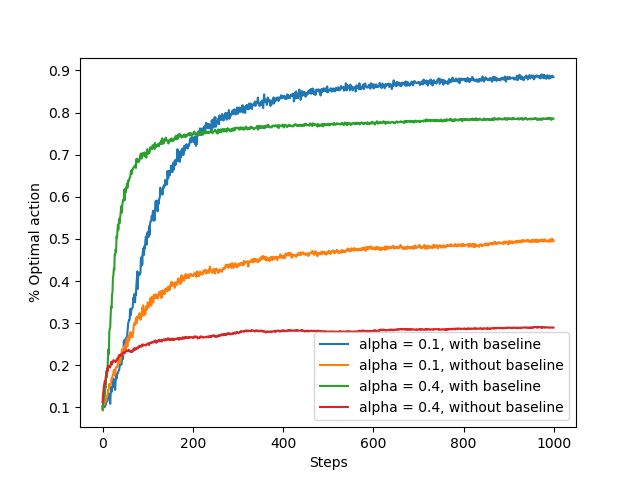 0.9
0.8
0.7
0.6
0.5
0.4
0.3
0.2
0.1
% Optimal action
alpha = 0.1, with baseline
alpha = 0.1, without baseline
alpha = 0.4, with baseline
alpha = 0.4, without baseline
0 200 400 600 800 1000
Steps